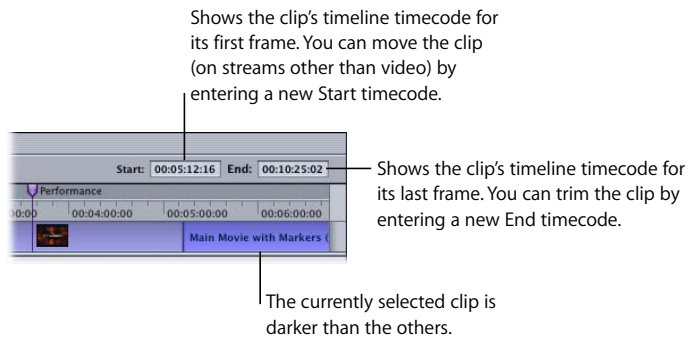 Shows the clip's timeline timecode for
its first frame. You can move the clip
(on streams other than video) by
entering a new Start timecode.
Start: 00:05:12:16 End: 00:10:25:02
Shows the clip's timeline timecode for
its last frame. You can trim the clip by
entering a new End timecode.
Performance
00:00 00:04:00:00 00:05:00:00 00:06:00:00
Main Movie with Markers (
The currently selected clip is
darker than the others.